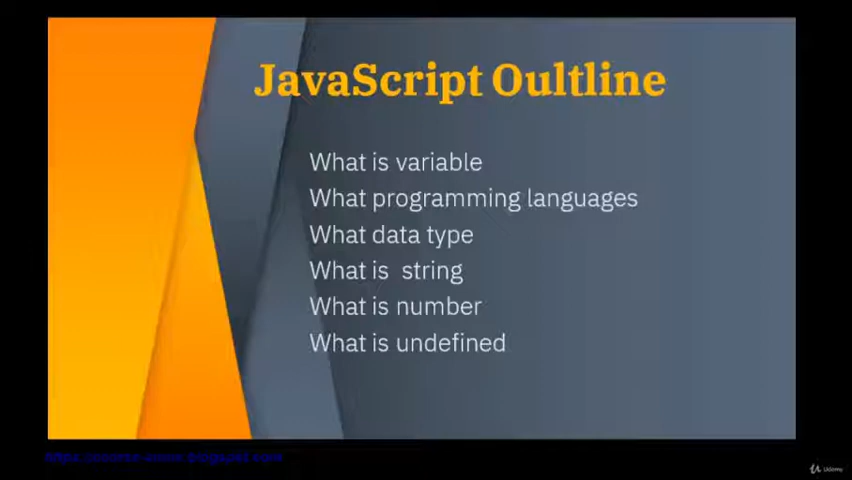 JavaScript Oultline
What is variable
What programming languages
What data type
What is string
What is number
What is undefined
Udemy